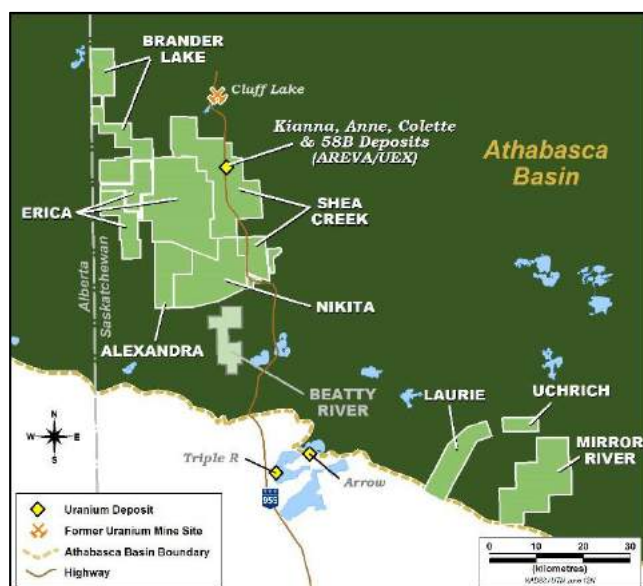 BRANDER
LAKE
Cluff Lake
Kianna, Anne, Colette
& 58B Deposits
(AREVA/UEX)
Athabasca
Basin
ERICA
SHEA
CREEK
Alberta
Saskatchewan
NIKITA
ALEXANDRA
BEATTY
RIVER
LAURIE
UCHRICH
MIRROR
RIVER
N
W
E
S
Triple R
Arrow
955
Uranium Deposit
Former Uranium Mine Site
Athabasca Basin Boundary
Highway
0 10 20 30
(kilometres)